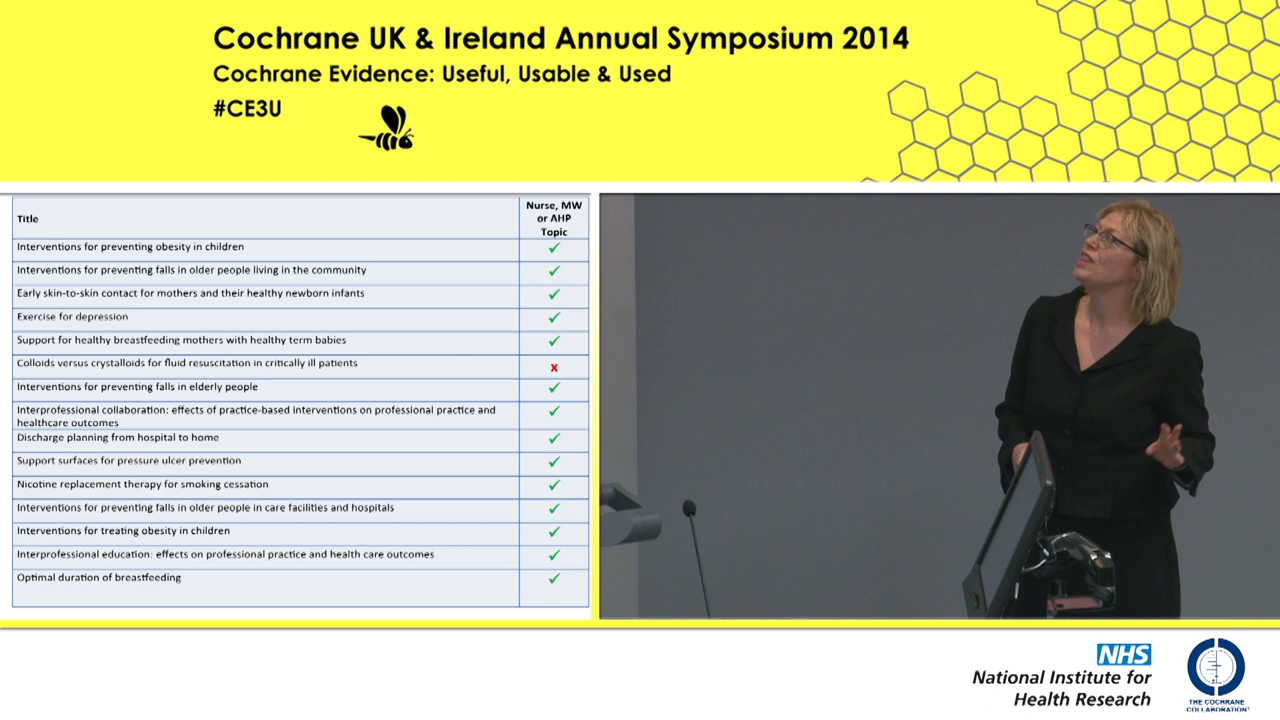 Cochrane UK & Ireland Annual Symposium 2014
Cochrane Evidence: Useful, Usable & Used
#CE3U
Title
Nurse, MW
or AHP
Topic
Interventions for preventing obesity in children ✓
Interventions for preventing falls in older people living in the community ✓
Early skin-to-skin contact for mothers and their healthy newborn infants ✓
Exercise for depression ✓
Support for healthy breastfeeding mothers with healthy term babies ✓
Colloids versus crystalloids for fluid resuscitation in critically ill patients x
Interventions for preventing falls in elderly people ✓
Interprofessional collaboration: effects of practice-based interventions on professional practice and
healthcare outcomes ✓
Discharge planning from hospital to home ✓
Support surfaces for pressure ulcer prevention ✓
Nicotine replacement therapy for smoking cessation ✓
Interventions for preventing falls in older people in care facilities and hospitals ✓
Interventions for treating obesity in children ✓
Interprofessional education: effects on professional practice and health care outcomes ✓
Optimal duration of breastfeeding ✓
NHS
National Institute for
Health Research
THE COCHRANE
COLLABORATION®